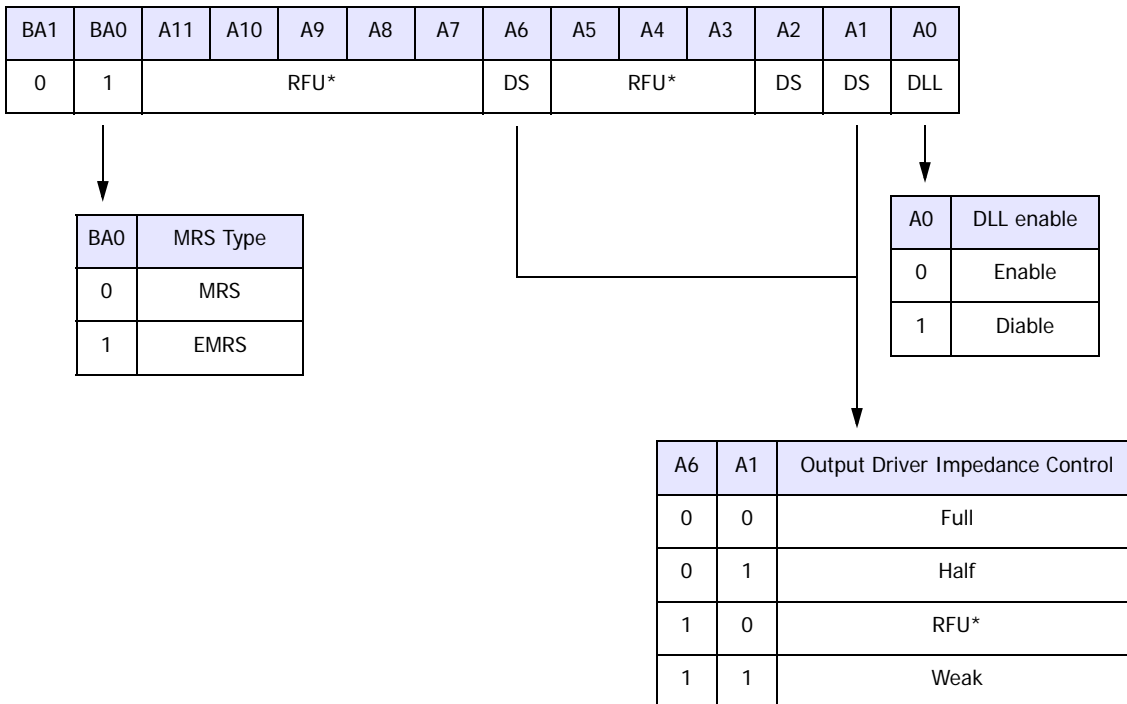 BA1 BA0 A11 A10 A9 A8 A7 A6 A5 A4 A3 A2 A1 A0
0 1 RFU* DS RFU* DS DS DLL
BA0 MRS Type
0 MRS
1 EMRS
A0 DLL enable
0 Enable
1 Diable
A6 A1 Output Driver Impedance Control
0 0 Full
0 1 Half
1 0 RFU*
1 1 Weak